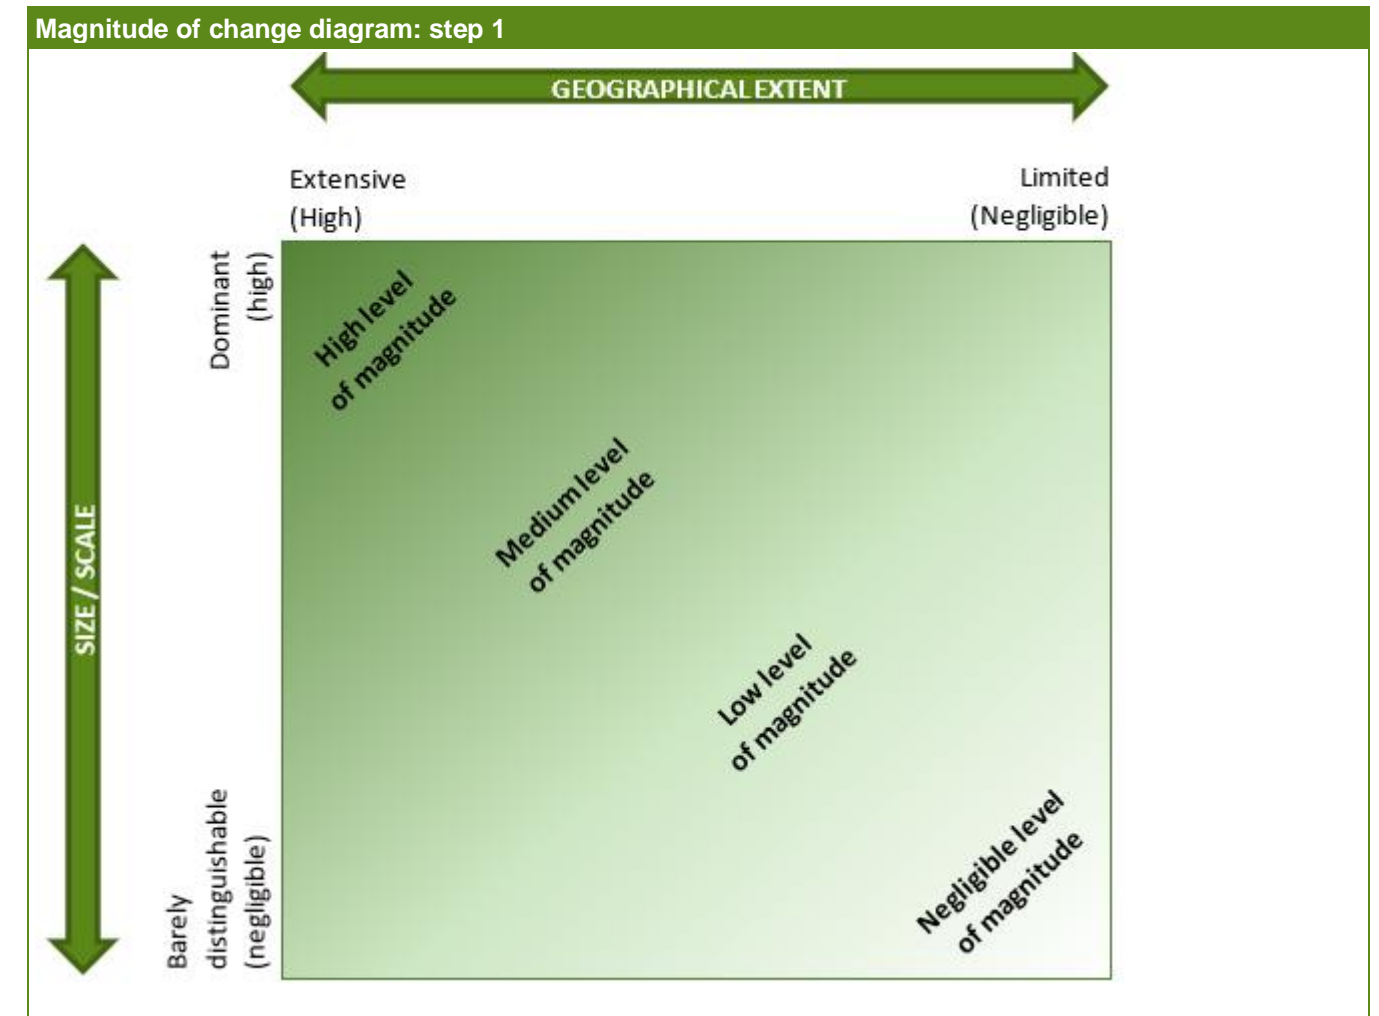 Magnitude of change diagram: step 1
GEOGRAPHICAL EXTENT
Extensive
(High)
Limited
(Negligible)
SIZE / SCALE
Dominant
(high)
Barely
distinguishable
(negligible)
High level
of magnitude
Medium level
of magnitude
Low level
of magnitude
Negligible level
of magnitude